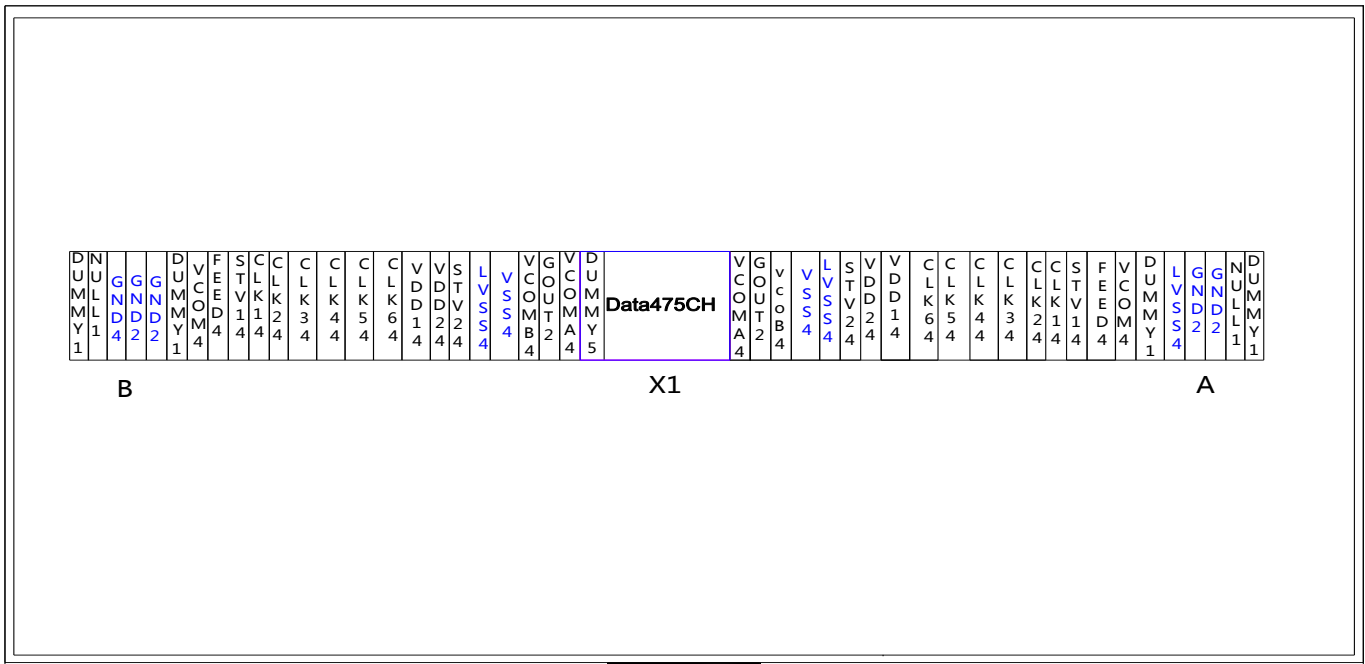 DUMMY1
NULL1
GND4
GND2
GND2
DUMMY1
VCOM4
FEED4
STV14
CLK14
CLK24
CLK34
CLK44
CLK54
CLK64
VDD14
VDD24
STV24
LVSS4
VSS4
VCOMB4
GOUT2
VCOMA4
DUMMY5
Data475CH
VCOMA4
GOUT2
vcoB4
VSS4
LVSS4
STV24
VDD24
VDD14
CLK64
CLK54
CLK44
CLK34
CLK24
CLK14
STV14
FEED4
VCOM4
DUMMY1
LVSS4
GND2
GND2
NULL1
DUMMY1
B
X1
A